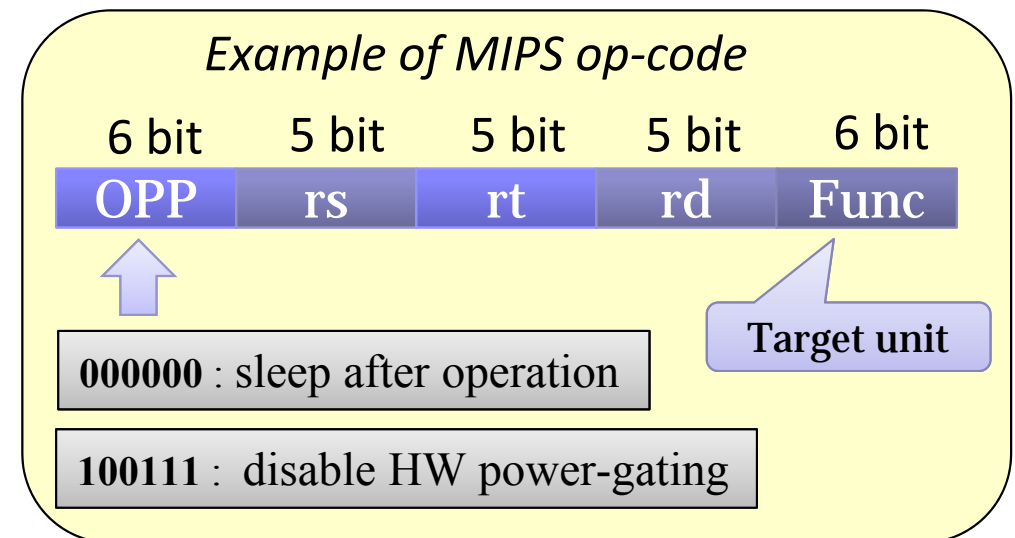 Example of MIPS op-code
6 bit 5 bit 5 bit 5 bit 6 bit
OPP rs rt rd Func
Target unit
000000 : sleep after operation
100111 : disable HW power-gating